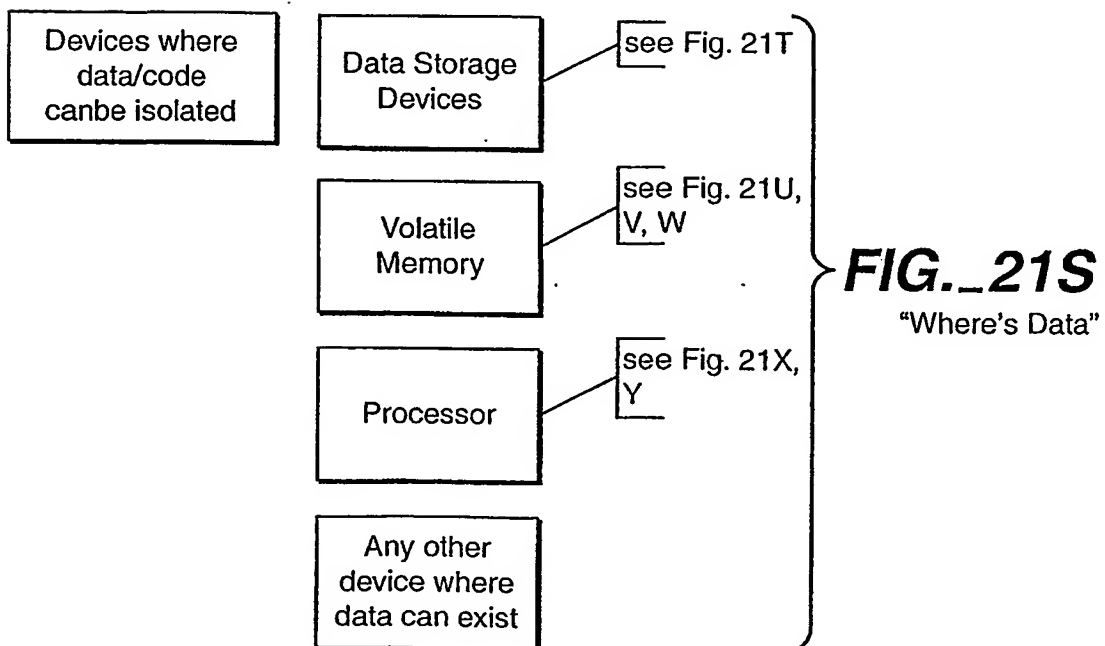 Devices where
data/code
canbe isolated
Data Storage
Devices
see Fig. 21T
Volatile
Memory
see Fig. 21U,
V, W
Processor
see Fig. 21X,
Y
Any other
device where
data can exist
FIG._21S
“Where's Data”